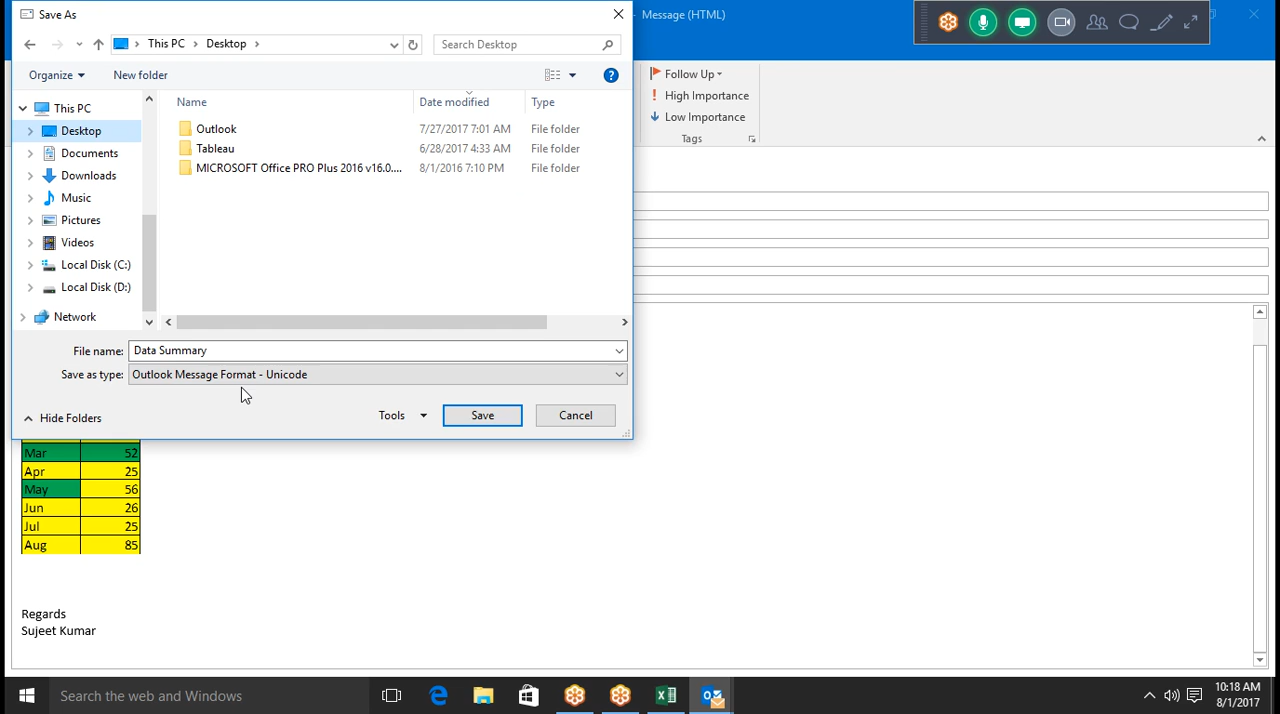 Save As
Message (HTML)
This PC > Desktop >
Search Desktop
Organize
New folder
Follow Up
High Importance
Low Importance
Tags
This PC
Desktop
Documents
Downloads
Music
Pictures
Videos
Local Disk (C:)
Local Disk (D:)
Network
Name Date modified Type
Outlook 7/27/2017 7:01 AM File folder
Tableau 6/28/2017 4:33 AM File folder
MICROSOFT Office PRO Plus 2016 v16.0.... 8/1/2016 7:10 PM File folder
File name: Data Summary
Save as type: Outlook Message Format - Unicode
Hide Folders
Tools
Save
Cancel
Mar 52
Apr 25
May 56
Jun 26
Jul 25
Aug 85
Regards
Sujeet Kumar
Search the web and Windows
10:18 AM
8/1/2017